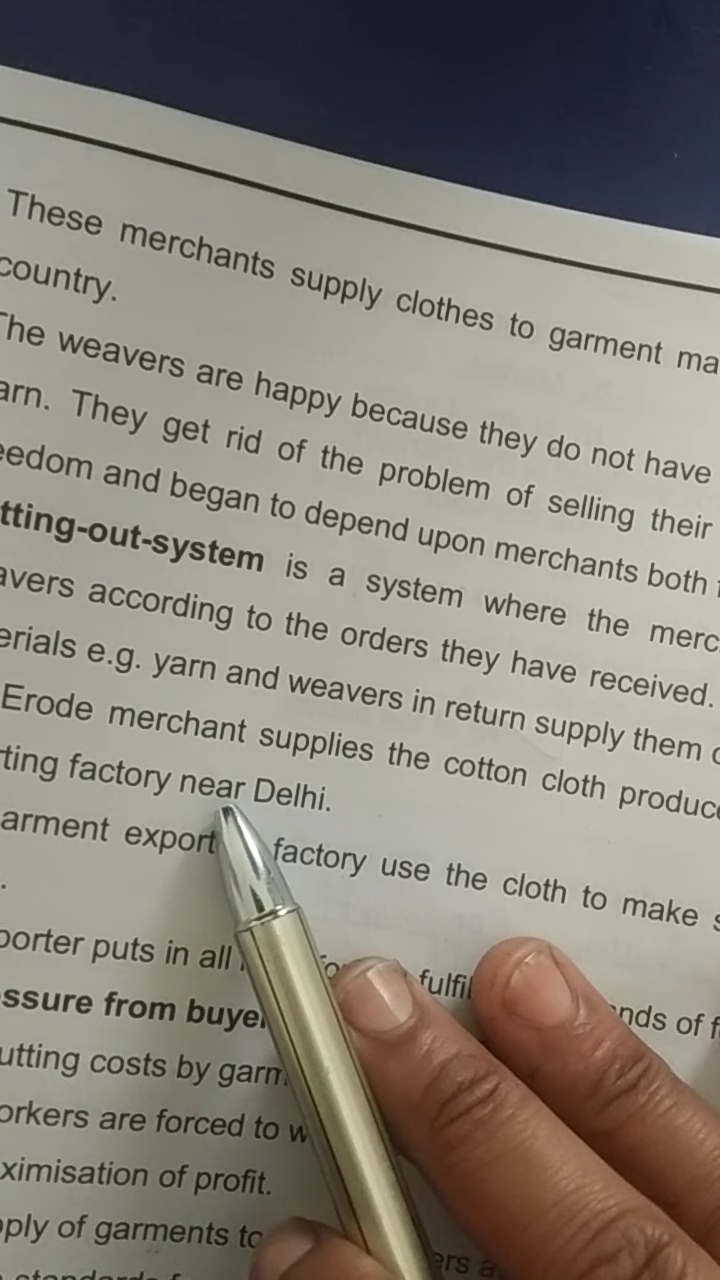 These merchants supply clothes to garment ma
country.
The weavers are happy because they do not have
arn. They get rid of the problem of selling their
eedom and began to depend upon merchants both
tting-out-system is a system where the merc
avers according to the orders they have received.
erials e.g. yarn and weavers in return supply them
Erode merchant supplies the cotton cloth produce
ting factory near Delhi.
arment export factory use the cloth to make s
.
porter puts in all fulfil nds of f
ssure from buye
utting costs by garm
orkers are forced to w
ximisation of profit.
pply of garments to ers a